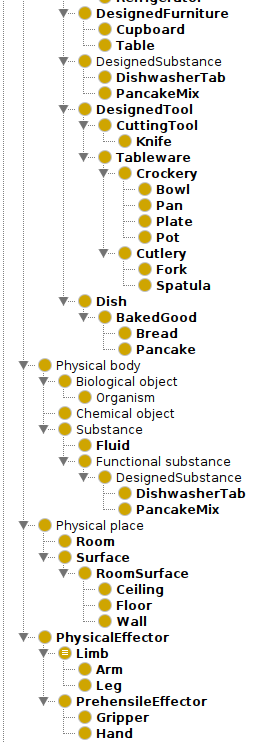 Refrigerator
DesignedFurniture
Cupboard
Table
DesignedSubstance
DishwasherTab
PancakeMix
DesignedTool
CuttingTool
Knife
Tableware
Crockery
Bowl
Pan
Plate
Pot
Cutlery
Fork
Spatula
Dish
BakedGood
Bread
Pancake
Physical body
Biological object
Organism
Chemical object
Substance
Fluid
Functional substance
DesignedSubstance
DishwasherTab
PancakeMix
Physical place
Room
Surface
RoomSurface
Ceiling
Floor
Wall
PhysicalEffector
Limb
Arm
Leg
PrehensileEffector
Gripper
Hand